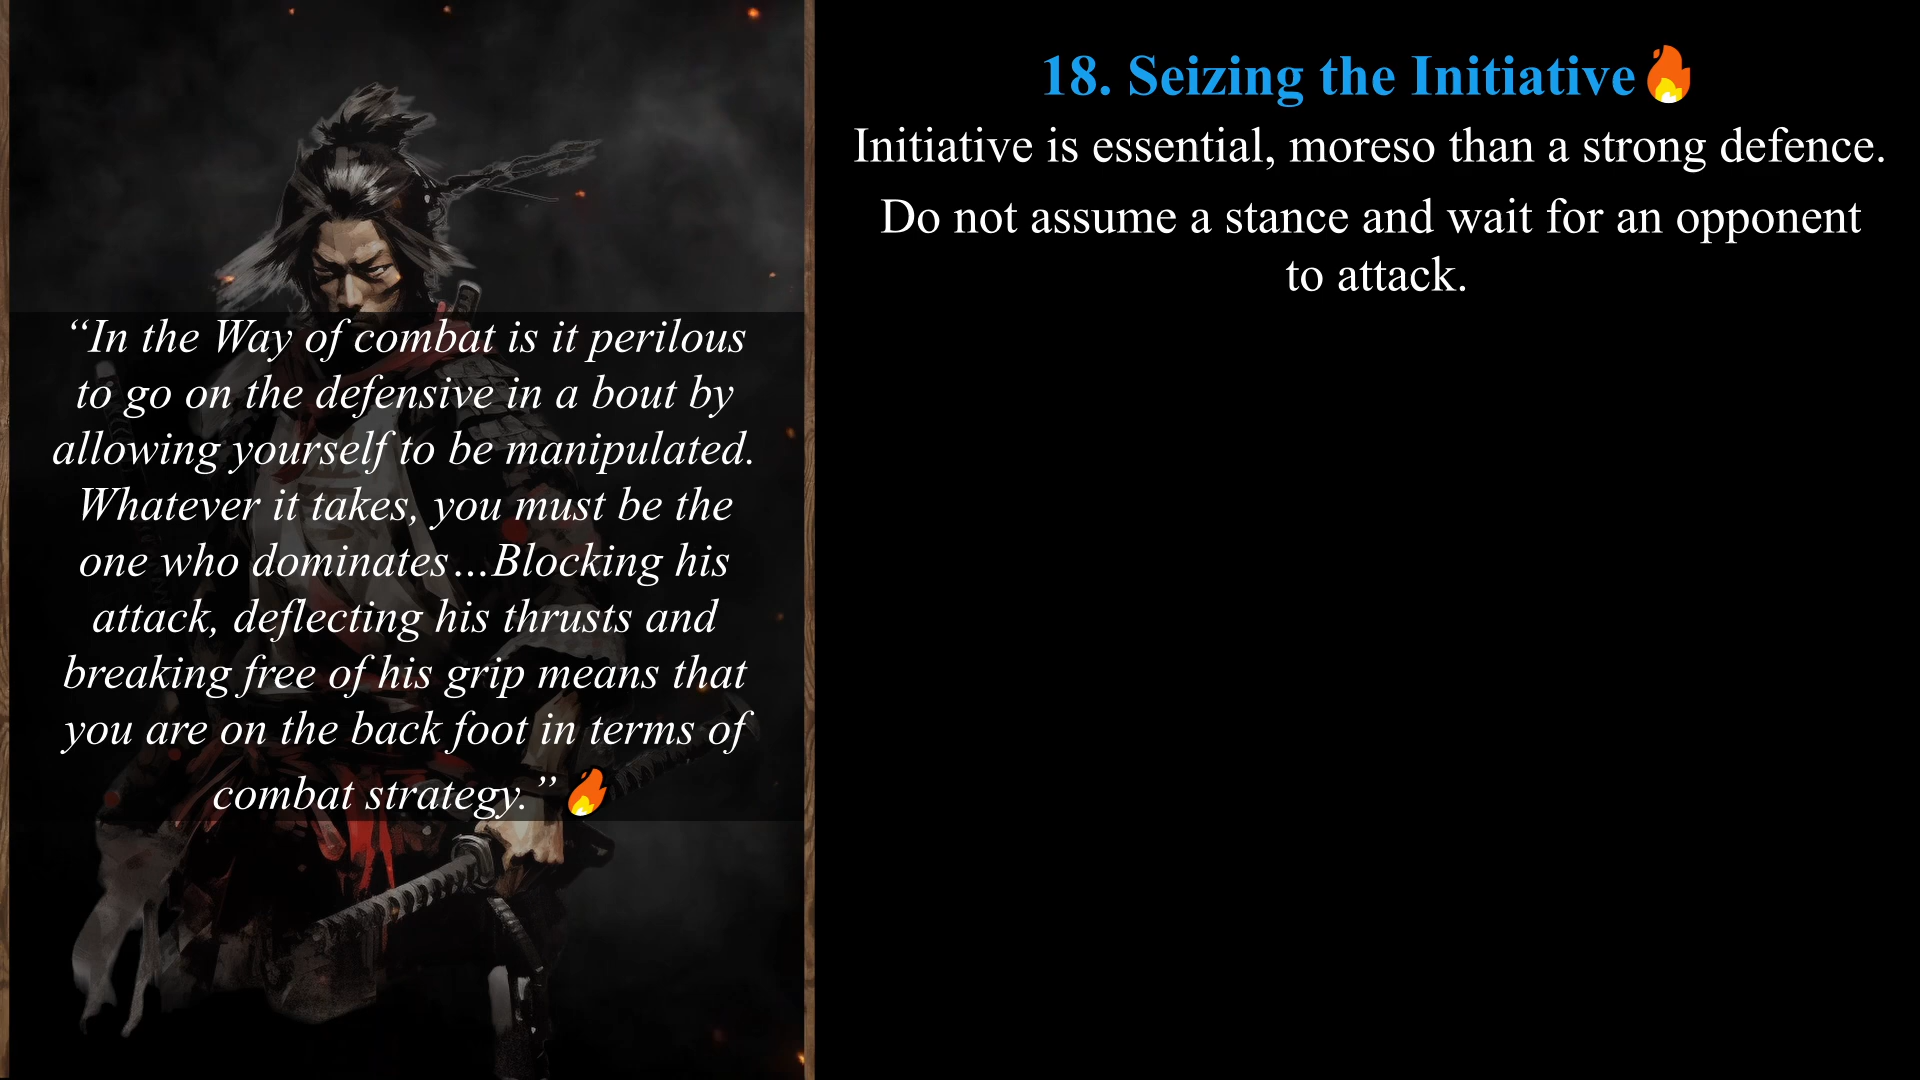 “In the Way of combat is it perilous
to go on the defensive in a bout by
allowing yourself to be manipulated.
Whatever it takes, you must be the
one who dominates…Blocking his
attack, deflecting his thrusts and
breaking free of his grip means that
you are on the back foot in terms of
combat strategy.”🔥
18. Seizing the Initiative🔥
Initiative is essential, moreso than a strong defence.
Do not assume a stance and wait for an opponent
to attack.